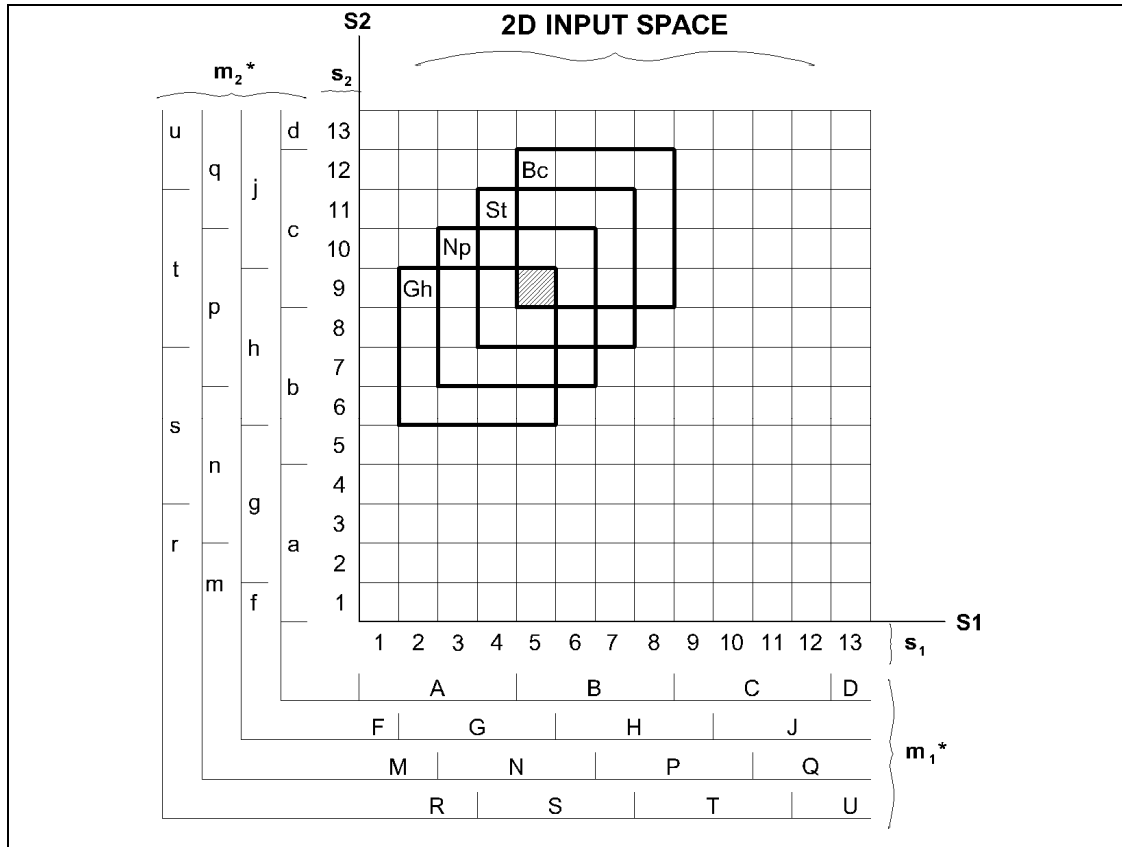 S2 2D INPUT SPACE
m2* s2
u d 13
q Bc 12
j
St 11
c
Np 10
t Gh 9
p
8
h
7
b
6
s
5
n
4
g
3
r a
2
m
f 1
S1
1 2 3 4 5 6 7 8 9 10 11 12 13 s1
A B C D
F G H J
m1*
M N P Q
R S T U